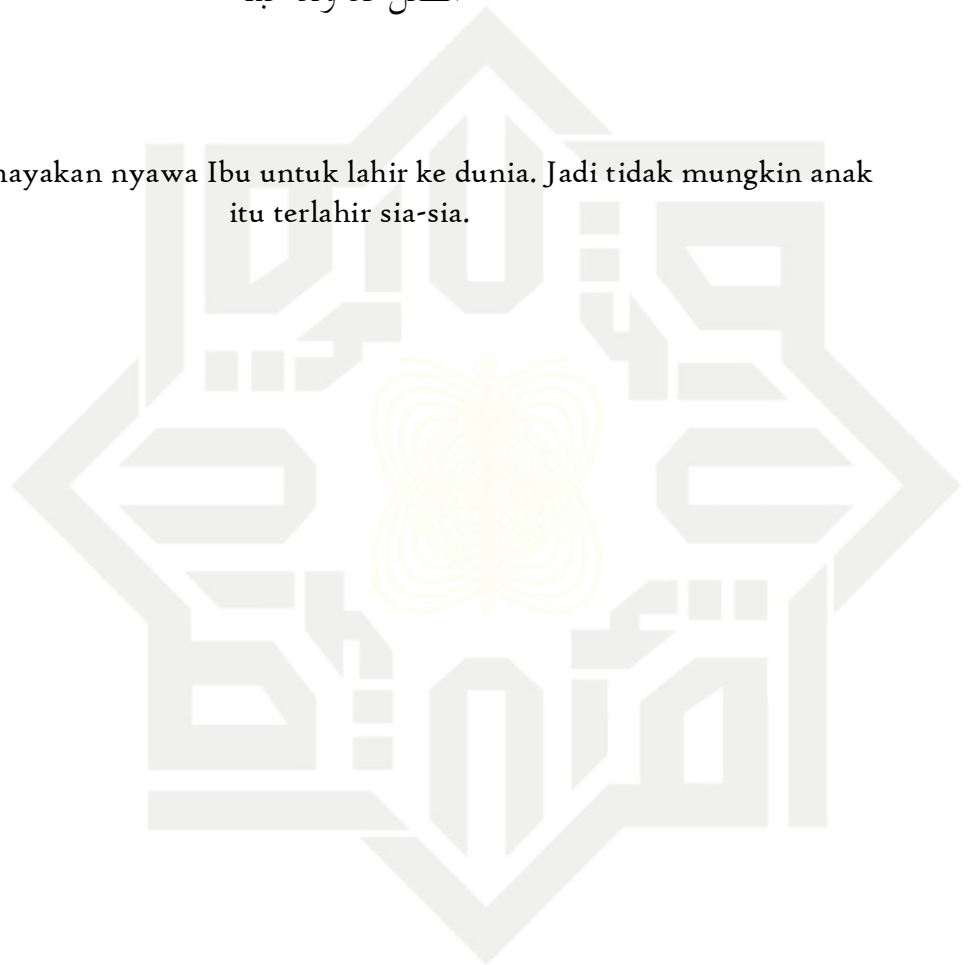 nayakan nyawa Ibu untuk lahir ke dunia. Jadi tidak mungkin anak
itu terlahir sia-sia.